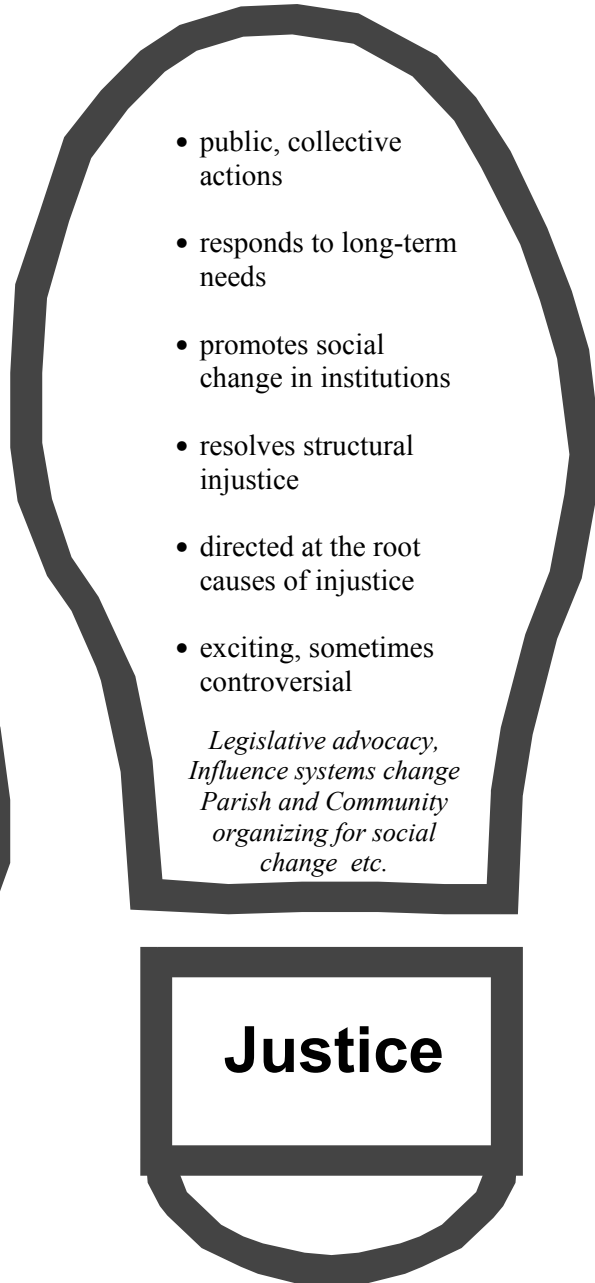 • public, collective
actions
• responds to long-term
needs
• promotes social
change in institutions
• resolves structural
injustice
• directed at the root
causes of injustice
• exciting, sometimes
controversial
Legislative advocacy,
Influence systems change
Parish and Community
organizing for social
change  etc.
Justice